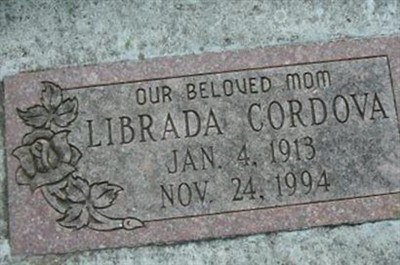 OUR BELOVED MOM
LIBRADA CORDOVA
JAN. 4, 1913
NOV. 24, 1994